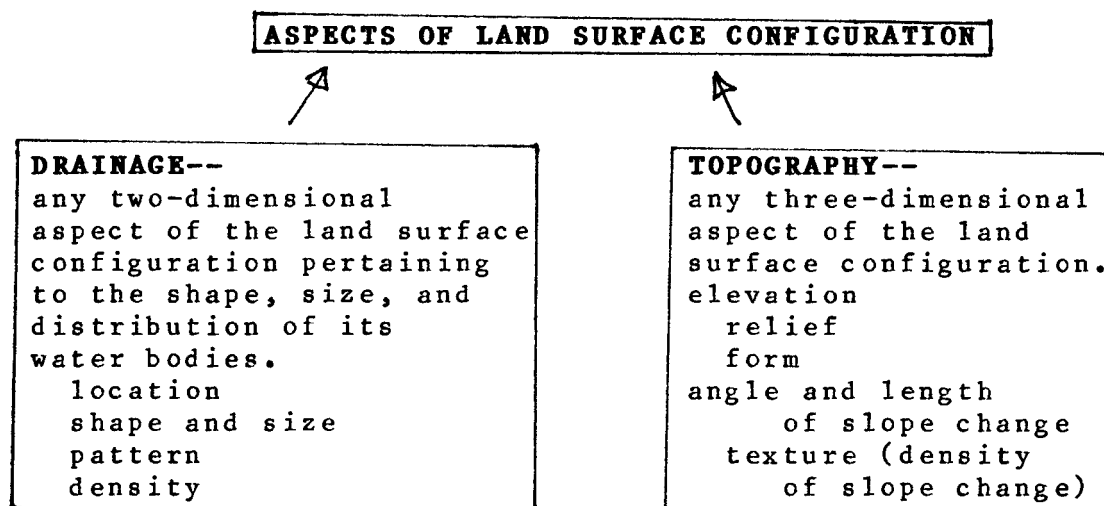 ASPECTS OF LAND SURFACE CONFIGURATION
DRAINAGE--
any two-dimensional
aspect of the land surface
configuration pertaining
to the shape, size, and
distribution of its
water bodies.
location
shape and size
pattern
density
TOPOGRAPHY--
any three-dimensional
aspect of the land
surface configuration.
elevation
relief
form
angle and length
of slope change
texture (density
of slope change)